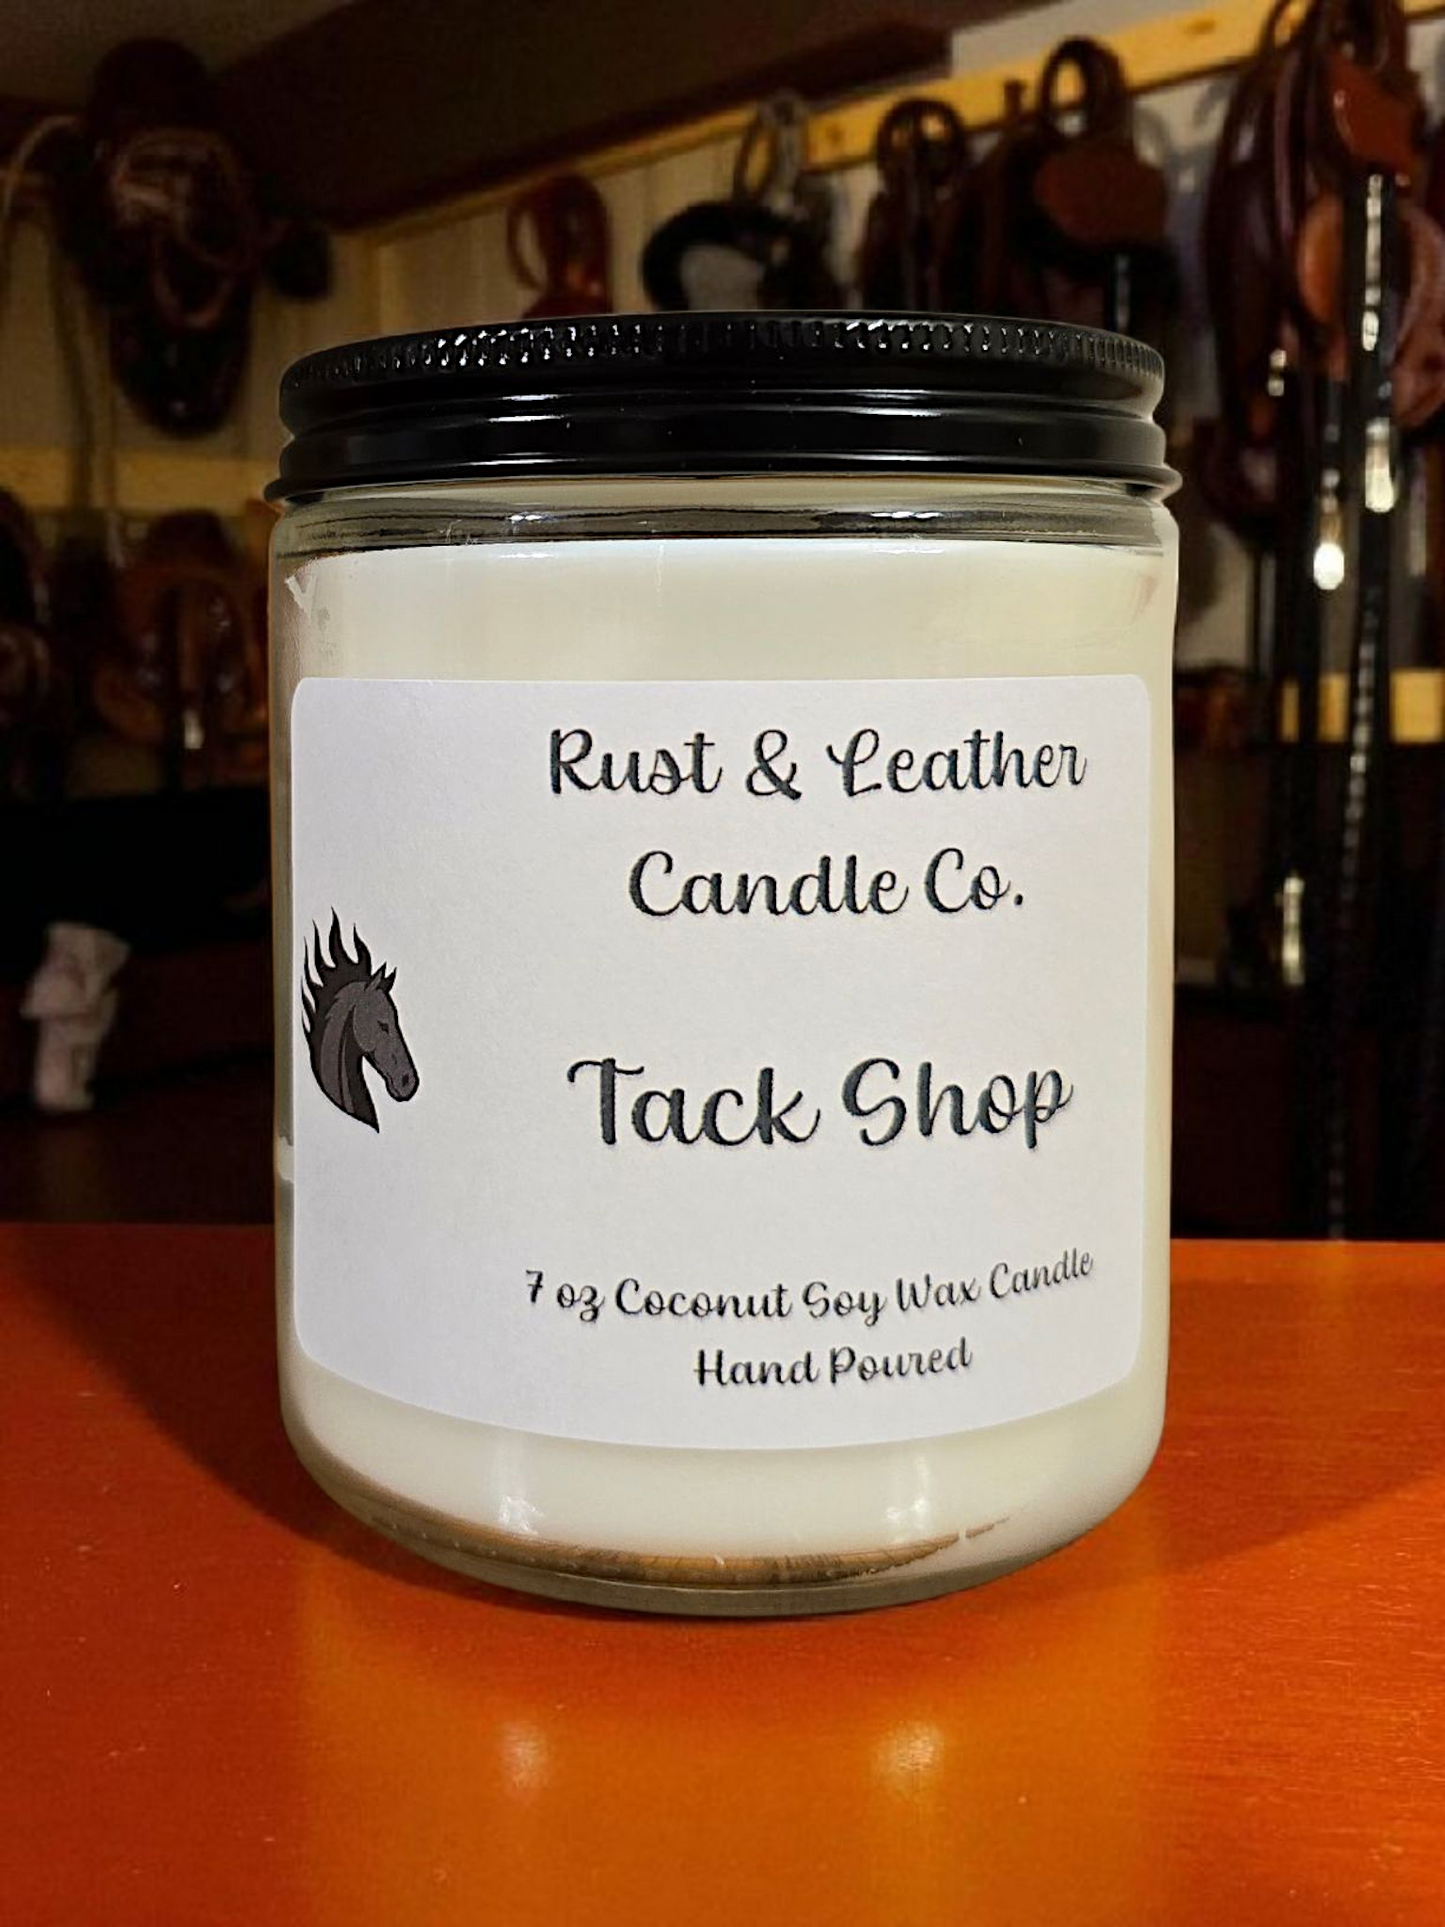 Rust & Leather
Candle Co.
Tack Shop
7 oz Coconut Soy Wax Candle
Hand Poured